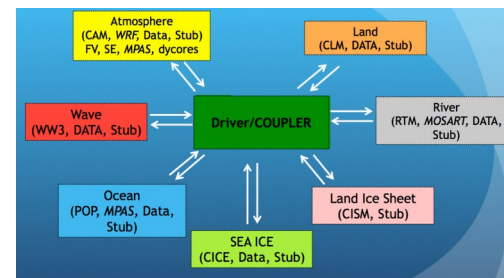 Atmosphere
(CAM, WRF, Data, Stub)
FV, SE, MPAS, dycores
Land
(CLM, DATA, Stub)
Wave
(WW3, DATA, Stub)
Driver/COUPLER
River
(RTM, MOSART, DATA,
Stub)
Ocean
(POP, MPAS, Data,
Stub)
SEA ICE
(CICE, Data, Stub)
Land Ice Sheet
(CISM, Stub)